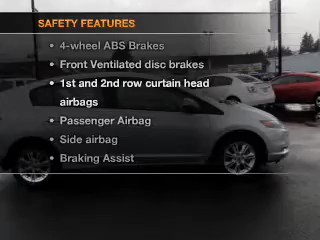 SAFETY FEATURES
• 4-wheel ABS Brakes
• Front Ventilated disc brakes
• 1st and 2nd row curtain head
airbags
• Passenger Airbag
• Side airbag
• Braking Assist